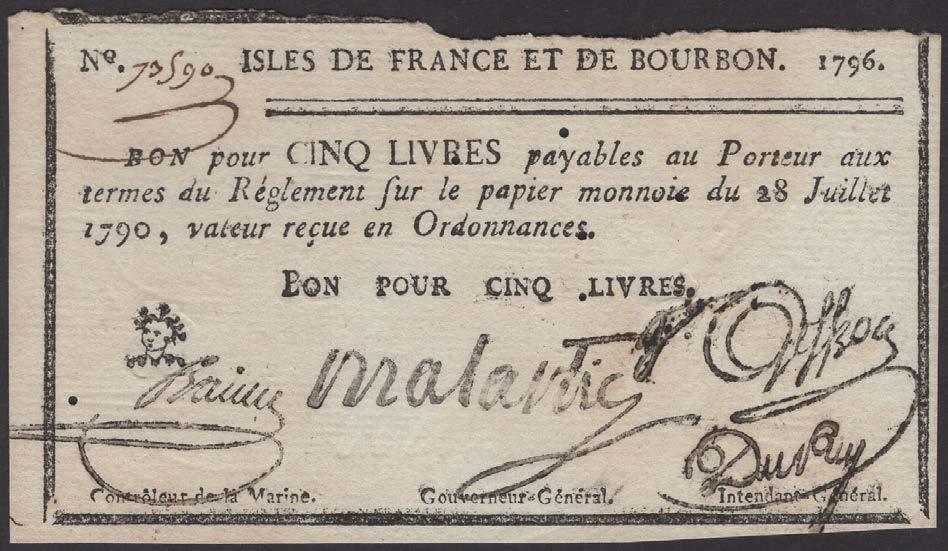 Nº. 73590 ISLES DE FRANCE ET DE BOURBON. 1796.
BON pour CINQ LIVRES payables au Porteur aux
termes du Réglement ſur le papier monnoie du 28 Juillet
1790, valeur reçue en Ordonnances.
BON POUR CINQ LIVRES.
Malartic
Dupuy
Contrôleur de la Marine. Gouverneur-Général. Intendant-Général.